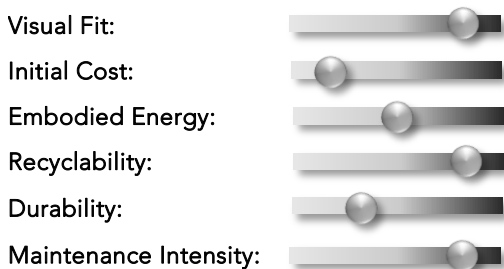 Visual Fit:
Initial Cost:
Embodied Energy:
Recyclability:
Durability:
Maintenance Intensity: